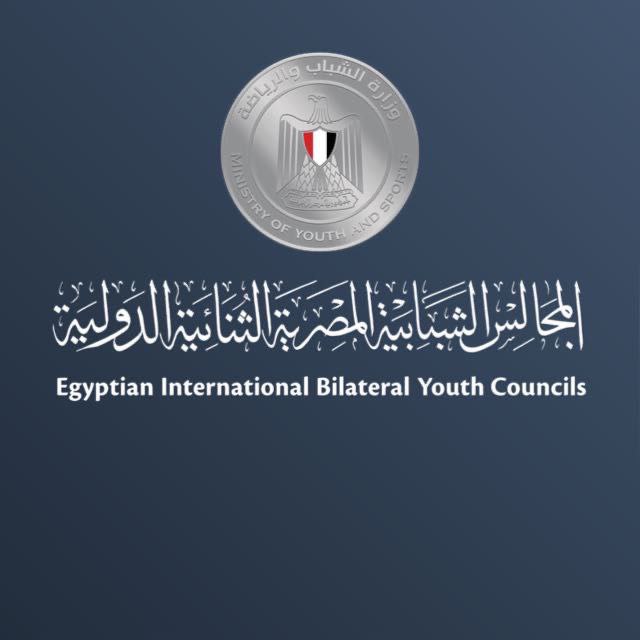 وزارة الشباب والرياضة
MINISTRY OF YOUTH AND SPORTS
المجالس الشبابية المصرية الثنائية الدولية
Egyptian International Bilateral Youth Councils